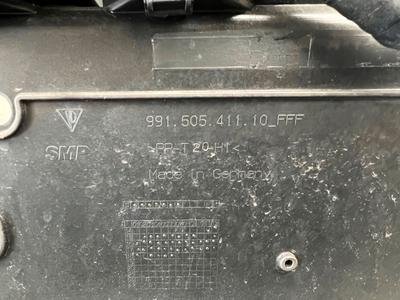 991.505.411.10_FFF
SMP
>PP-T20-H1<
Made In Germany